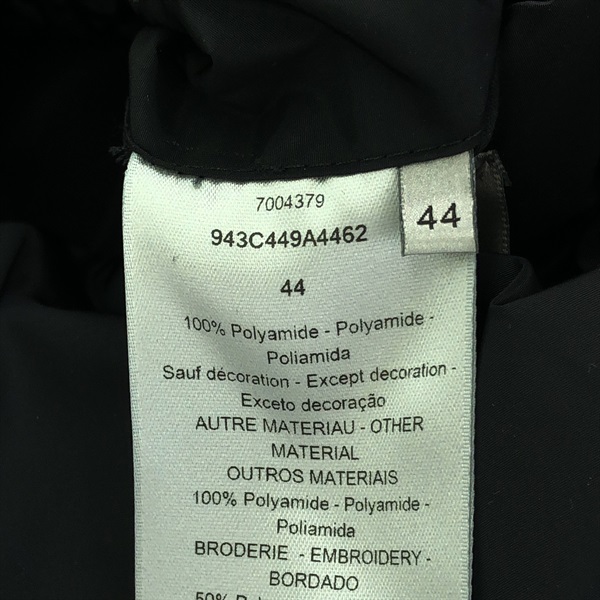 7004379
943C449A4462
44
44
100% Polyamide - Polyamide -
Poliamida
Sauf décoration - Except decoration -
Exceto decoração
AUTRE MATERIAU - OTHER
MATERIAL
OUTROS MATERIAIS
100% Polyamide - Polyamide -
Poliamida
BRODERIE - EMBROIDERY -
BORDADO
50%